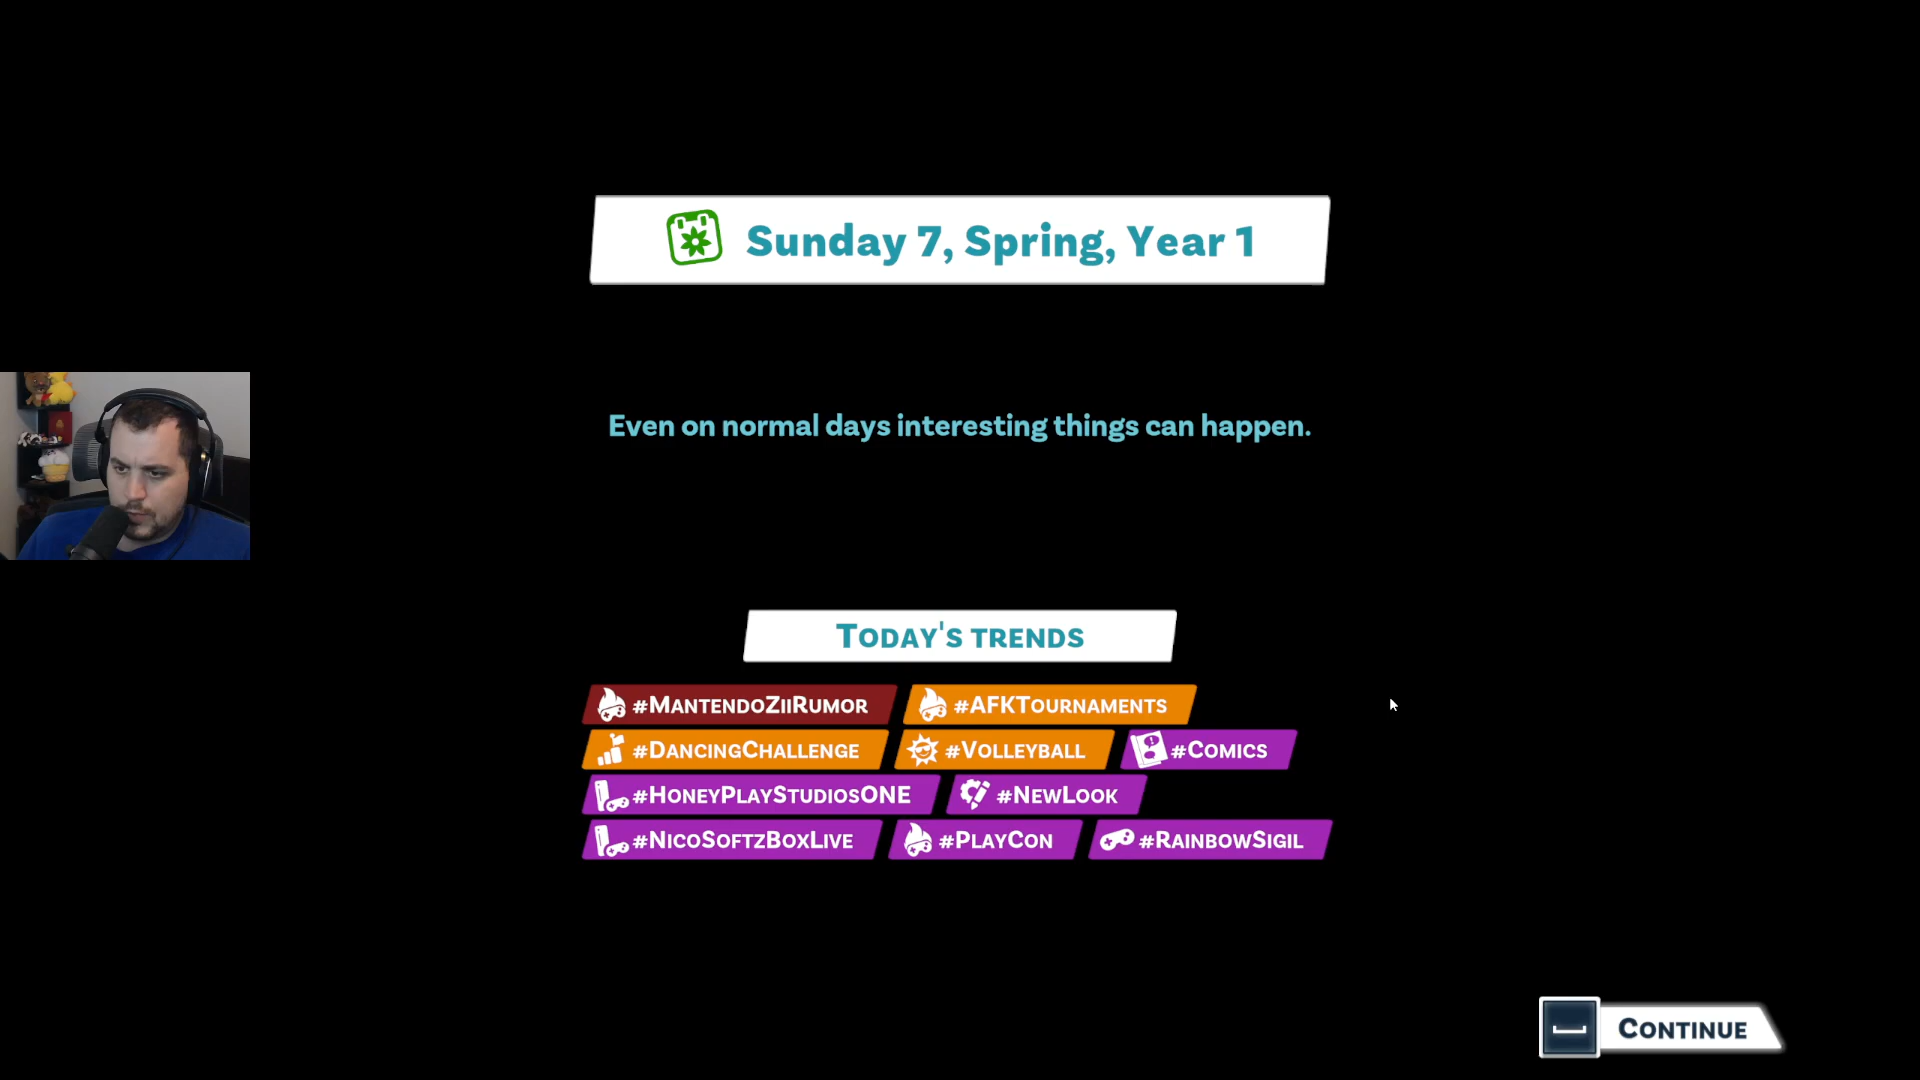 Sunday 7, Spring, Year 1
Even on normal days interesting things can happen.
Today's trends
#MantendoZiiRumor #AFKTournaments
#DancingChallenge #Volleyball #Comics
#HoneyPlayStudiosONE #NewLook
#NicoSoftzBoxLive #PlayCon #RainbowSigil
Continue